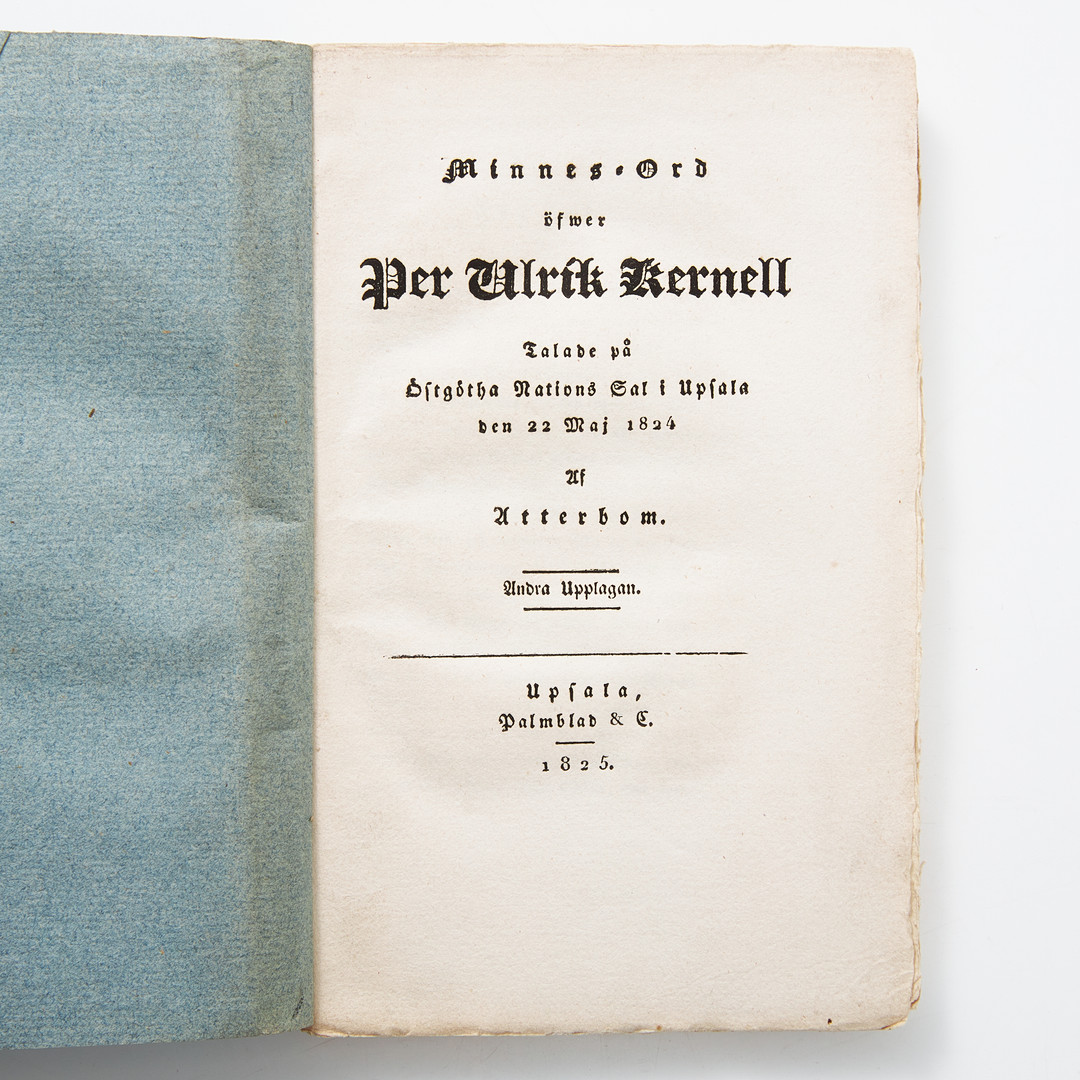 Minnes-Ord
öfwer
Per Ulrik Kernell
Talade på
Östgötha Nations Sal i Upsala
den 22 Maj 1824
Af
Atterbom.
Andra Upplagan.
Upsala,
Palmblad & C.
1825.